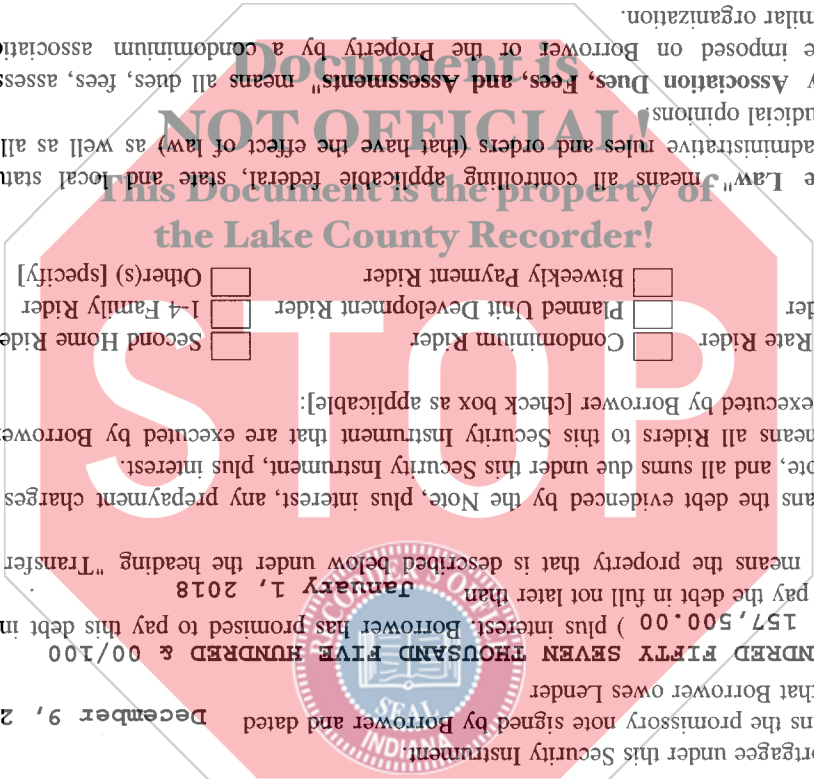 rtgagee under this Security Instrument.
ns the promissory note signed by Borrower and dated December 9, 2
hat Borrower owes Lender
NDRED FIFTY SEVEN THOUSAND FIVE HUNDRED & 00/100
157,500.00 ) plus interest. Borrower has promised to pay this debt in
pay the debt in full not later than January 1, 2018 .
means the property that is described below under the heading "Transfer
ans the debt evidenced by the Note, plus interest, any prepayment charges
ote, and all sums due under this Security Instrument, plus interest.
means all Riders to this Security Instrument that are executed by Borrower
executed by Borrower [check box as applicable]:
Rate Rider Condominium Rider Second Home Ride
der Planned Unit Development Rider 1-4 Family Rider
Biweekly Payment Rider Other(s) [specify]
e Law" means all controlling applicable federal, state and local statu
administrative rules and orders (that have the effect of law) as well as all
udicial opinions.
y Association Dues, Fees, and Assessments" means all dues, fees, assess
e imposed on Borrower or the Property by a condominium associati
milar organization.
Document is
NOT OFFICIAL!
This Document is the property of
the Lake County Recorder!
STOP
RECORDER'S OFFICE
SEAL
INDIANA